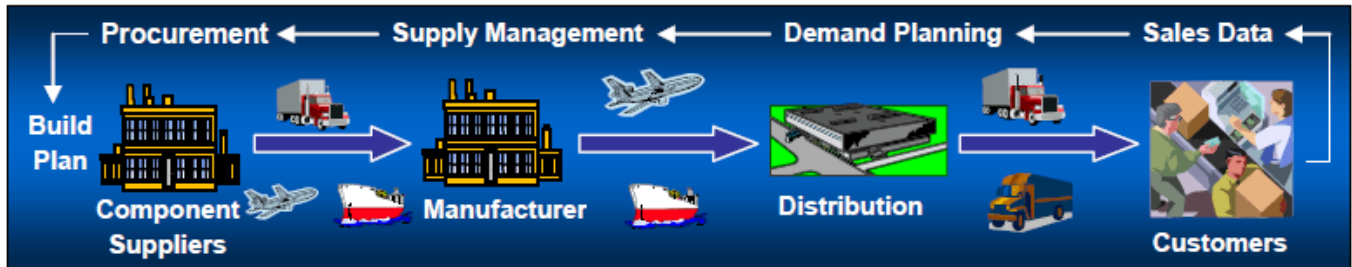 Procurement Supply Management Demand Planning Sales Data
Build
Plan
Component
Suppliers
Manufacturer
Distribution
Customers